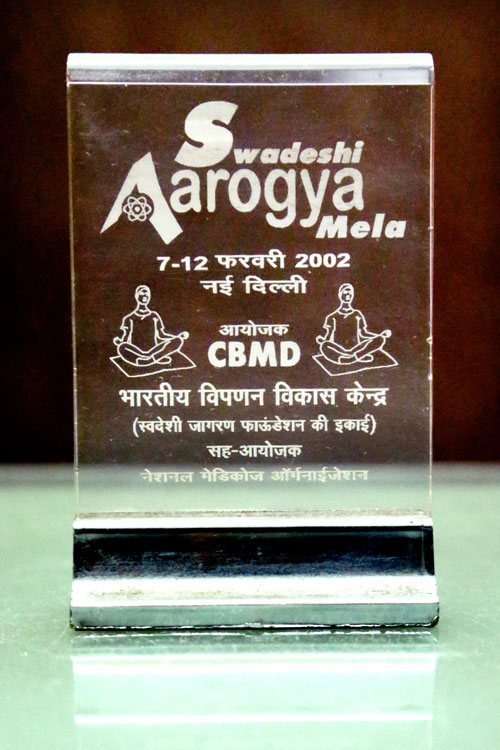 Swadeshi
Aarogya
Mela
7-12 फरवरी 2002
नई दिल्ली
आयोजक
CBMD
भारतीय विपणन विकास केन्द्र
(स्वदेशी जागरण फाऊंडेशन की इकाई)
सह-आयोजक
नेशनल मेडिकोज ऑर्गनाईजेशन